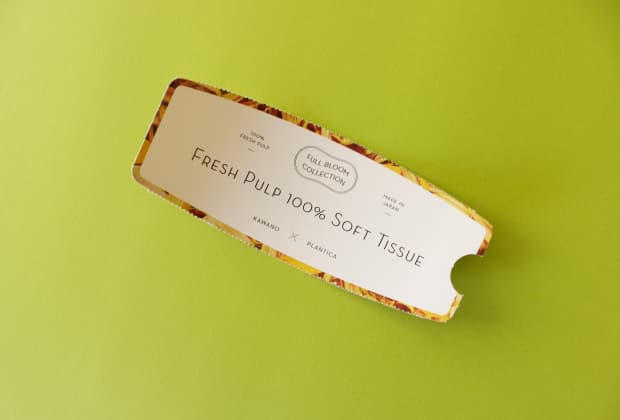 100%
FRESH PULP
FULL BLOOM
COLLECTION
MADE IN
JAPAN
FRESH PULP 100% SOFT TISSUE
KAWANO × PLANTICA